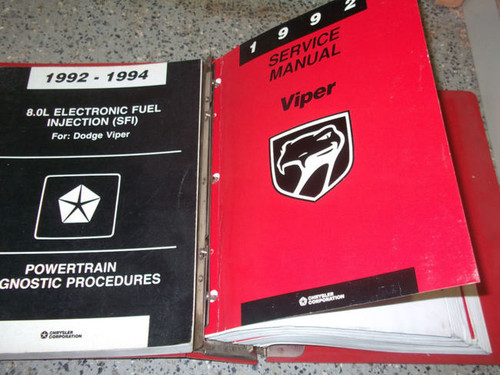 1992 - 1994
8.0L ELECTRONIC FUEL
INJECTION (SFI)
For: Dodge Viper
POWERTRAIN
GNOSTIC PROCEDURES
CHRYSLER
CORPORATION
1992
SERVICE
MANUAL
Viper
CHRYSLER
CORPORATION